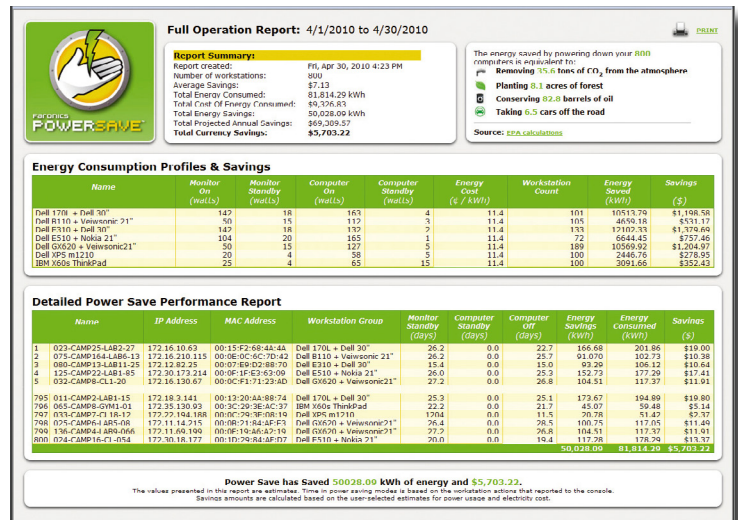 Full Operation Report: 4/1/2010 to 4/30/2010
PRINT
Faronics
POWERSAVE
Report Summary:
Report created: Fri, Apr 30, 2010 4:23 PM
Number of workstations: 800
Average Savings: $7.13
Total Energy Consumed: 81,814.29 kWh
Total Cost Of Energy Consumed: $9,326.83
Total Energy Savings: 50,028.09 kWh
Total Projected Annual Savings: $69,389.57
Total Currency Savings: $5,703.22
The energy saved by powering down your 800
computers is equivalent to:
Removing 35.6 tons of CO2 from the atmosphere
Planting 8.1 acres of forest
Conserving 82.8 barrels of oil
Taking 6.5 cars off the road
Source: EPA calculations
Energy Consumption Profiles & Savings
Name Monitor On (watts) Monitor Standby (watts) Computer On (watts) Computer Standby (watts) Energy Cost (¢ / kWh) Workstation Count Energy Saved (kWh) Savings ($)
Dell 170L + Dell 30" 142 18 163 4 11.4 101 10513.79 $1,198.58
Dell B110 + Veiwsonic 21" 50 15 112 3 11.4 105 4659.18 $531.17
Dell E310 + Dell 30" 142 18 132 2 11.4 133 12102.33 $1,379.69
Dell E510 + Nokia 21" 104 20 165 1 11.4 72 6644.45 $757.46
Dell GX620 + Veiwsonic21" 50 15 127 5 11.4 189 10569.92 $1,204.97
Dell XPS m1210 20 4 58 5 11.4 100 2446.76 $278.95
IBM X60s ThinkPad 25 4 65 15 11.4 100 3091.66 $352.43
Detailed Power Save Performance Report
Name IP Address MAC Address Workstation Group Monitor Standby (days) Computer Standby (days) Computer Off (days) Energy Savings (kWh) Energy Consumed (kWh) Savings ($)
1 023-CAMP25-LAB2-27 172.16.10.63 00:15:F2:68:4A:4A Dell 170L + Dell 30" 26.2 0.0 22.7 166.68 201.86 $19.00
2 075-CAMP164-LAB6-13 172.16.210.115 00:0E:0C:6C:7D:42 Dell B110 + Veiwsonic 21" 26.2 0.0 25.7 91.070 102.73 $10.38
3 080-CAMP13-LAB11-25 172.12.82.25 00:07:E9:D2:88:70 Dell E310 + Dell 30" 15.4 0.0 15.0 93.29 106.12 $10.64
4 125-CAMP22-LAB1-85 172.30.173.214 00:0F:1F:E3:63:09 Dell E510 + Nokia 21" 26.0 0.0 25.3 152.73 177.29 $17.41
5 032-CAMP8-CL1-20 172.16.130.67 00:0C:F1:71:23:AD Dell GX620 + Veiwsonic21" 27.2 0.0 26.8 104.51 117.37 $11.91
795 011-CAMP2-LAB1-15 172.18.3.141 00:13:20:AA:88:74 Dell 170L + Dell 30" 25.3 0.0 25.1 173.67 194.89 $19.80
796 065-CAMP8-GYM1-01 172.35.130.93 00:3C:29:3E:AC:37 IBM X60s ThinkPad 22.2 0.0 21.7 45.07 59.48 $5.14
797 033-CAMP7-CL18-12 172.22.194.188 00:0C:29:3F:08:19 Dell XPS m1210 1204 0.0 11.5 20.78 51.42 $2.37
798 025-CAMP6-LAB5-08 172.11.14.215 00:0B:21:84:AF:E3 Dell GX620 + Veiwsonic21" 26.4 0.0 28.5 100.75 117.05 $11.49
799 136-CAMP4-LAB9-066 172.11.69.199 00:0F:19:A6:A2:19 Dell GX620 + Veiwsonic21" 27.2 0.0 26.8 104.51 117.37 $11.91
800 024-CAMP16-CL-054 172.30.18.177 00:1D:29:84:AF:D7 Dell E510 + Nokia 21" 20.0 0.0 19.4 117.28 178.29 $13.37
50,028.09 81,814.29 $5,703.22
Power Save has Saved 50028.09 kWh of energy and $5,703.22.
The values presented in this report are estimates. Time in power saving modes is based on the workstation actions that reported to the console.
Savings amounts are calculated based on the user-selected estimates for power usage and electricity cost.